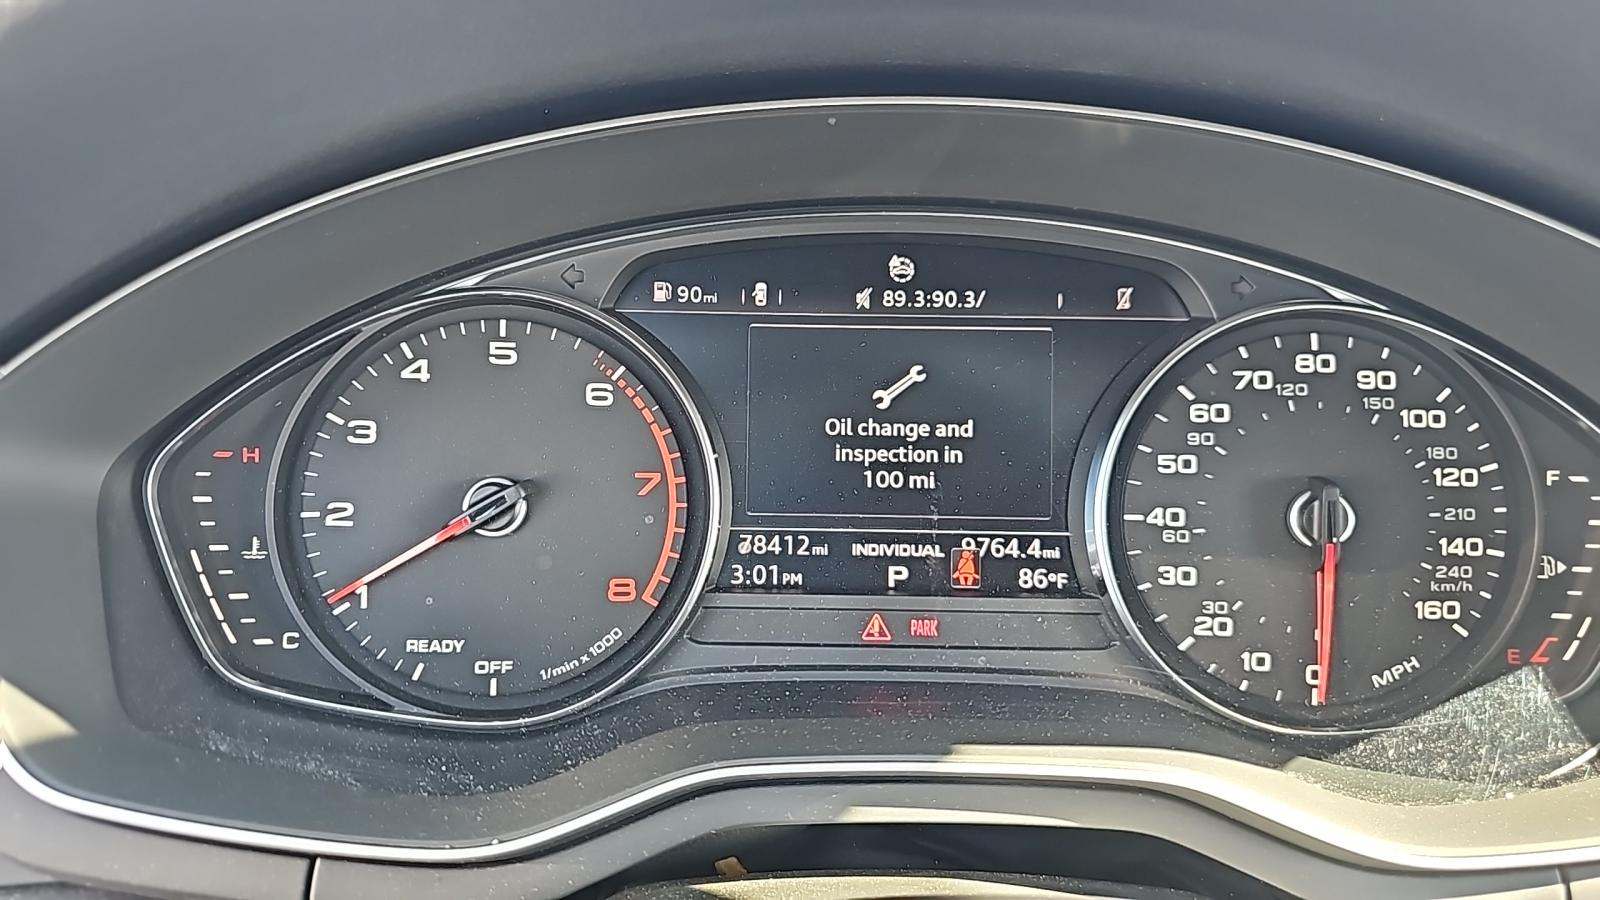 90mi
89.3:90.3/
Oil change and
inspection in
100 mi
78412mi INDIVIDUAL 9764.4mi
3:01PM P 86°F
PARK
H
C
1
2
3
4
5
6
7
8
READY
OFF
1/min x 1000
0
10
20
30
40
50
60
70
80
90
100
120
140
160
30
60
90
120
150
180
210
240
km/h
MPH
F
E